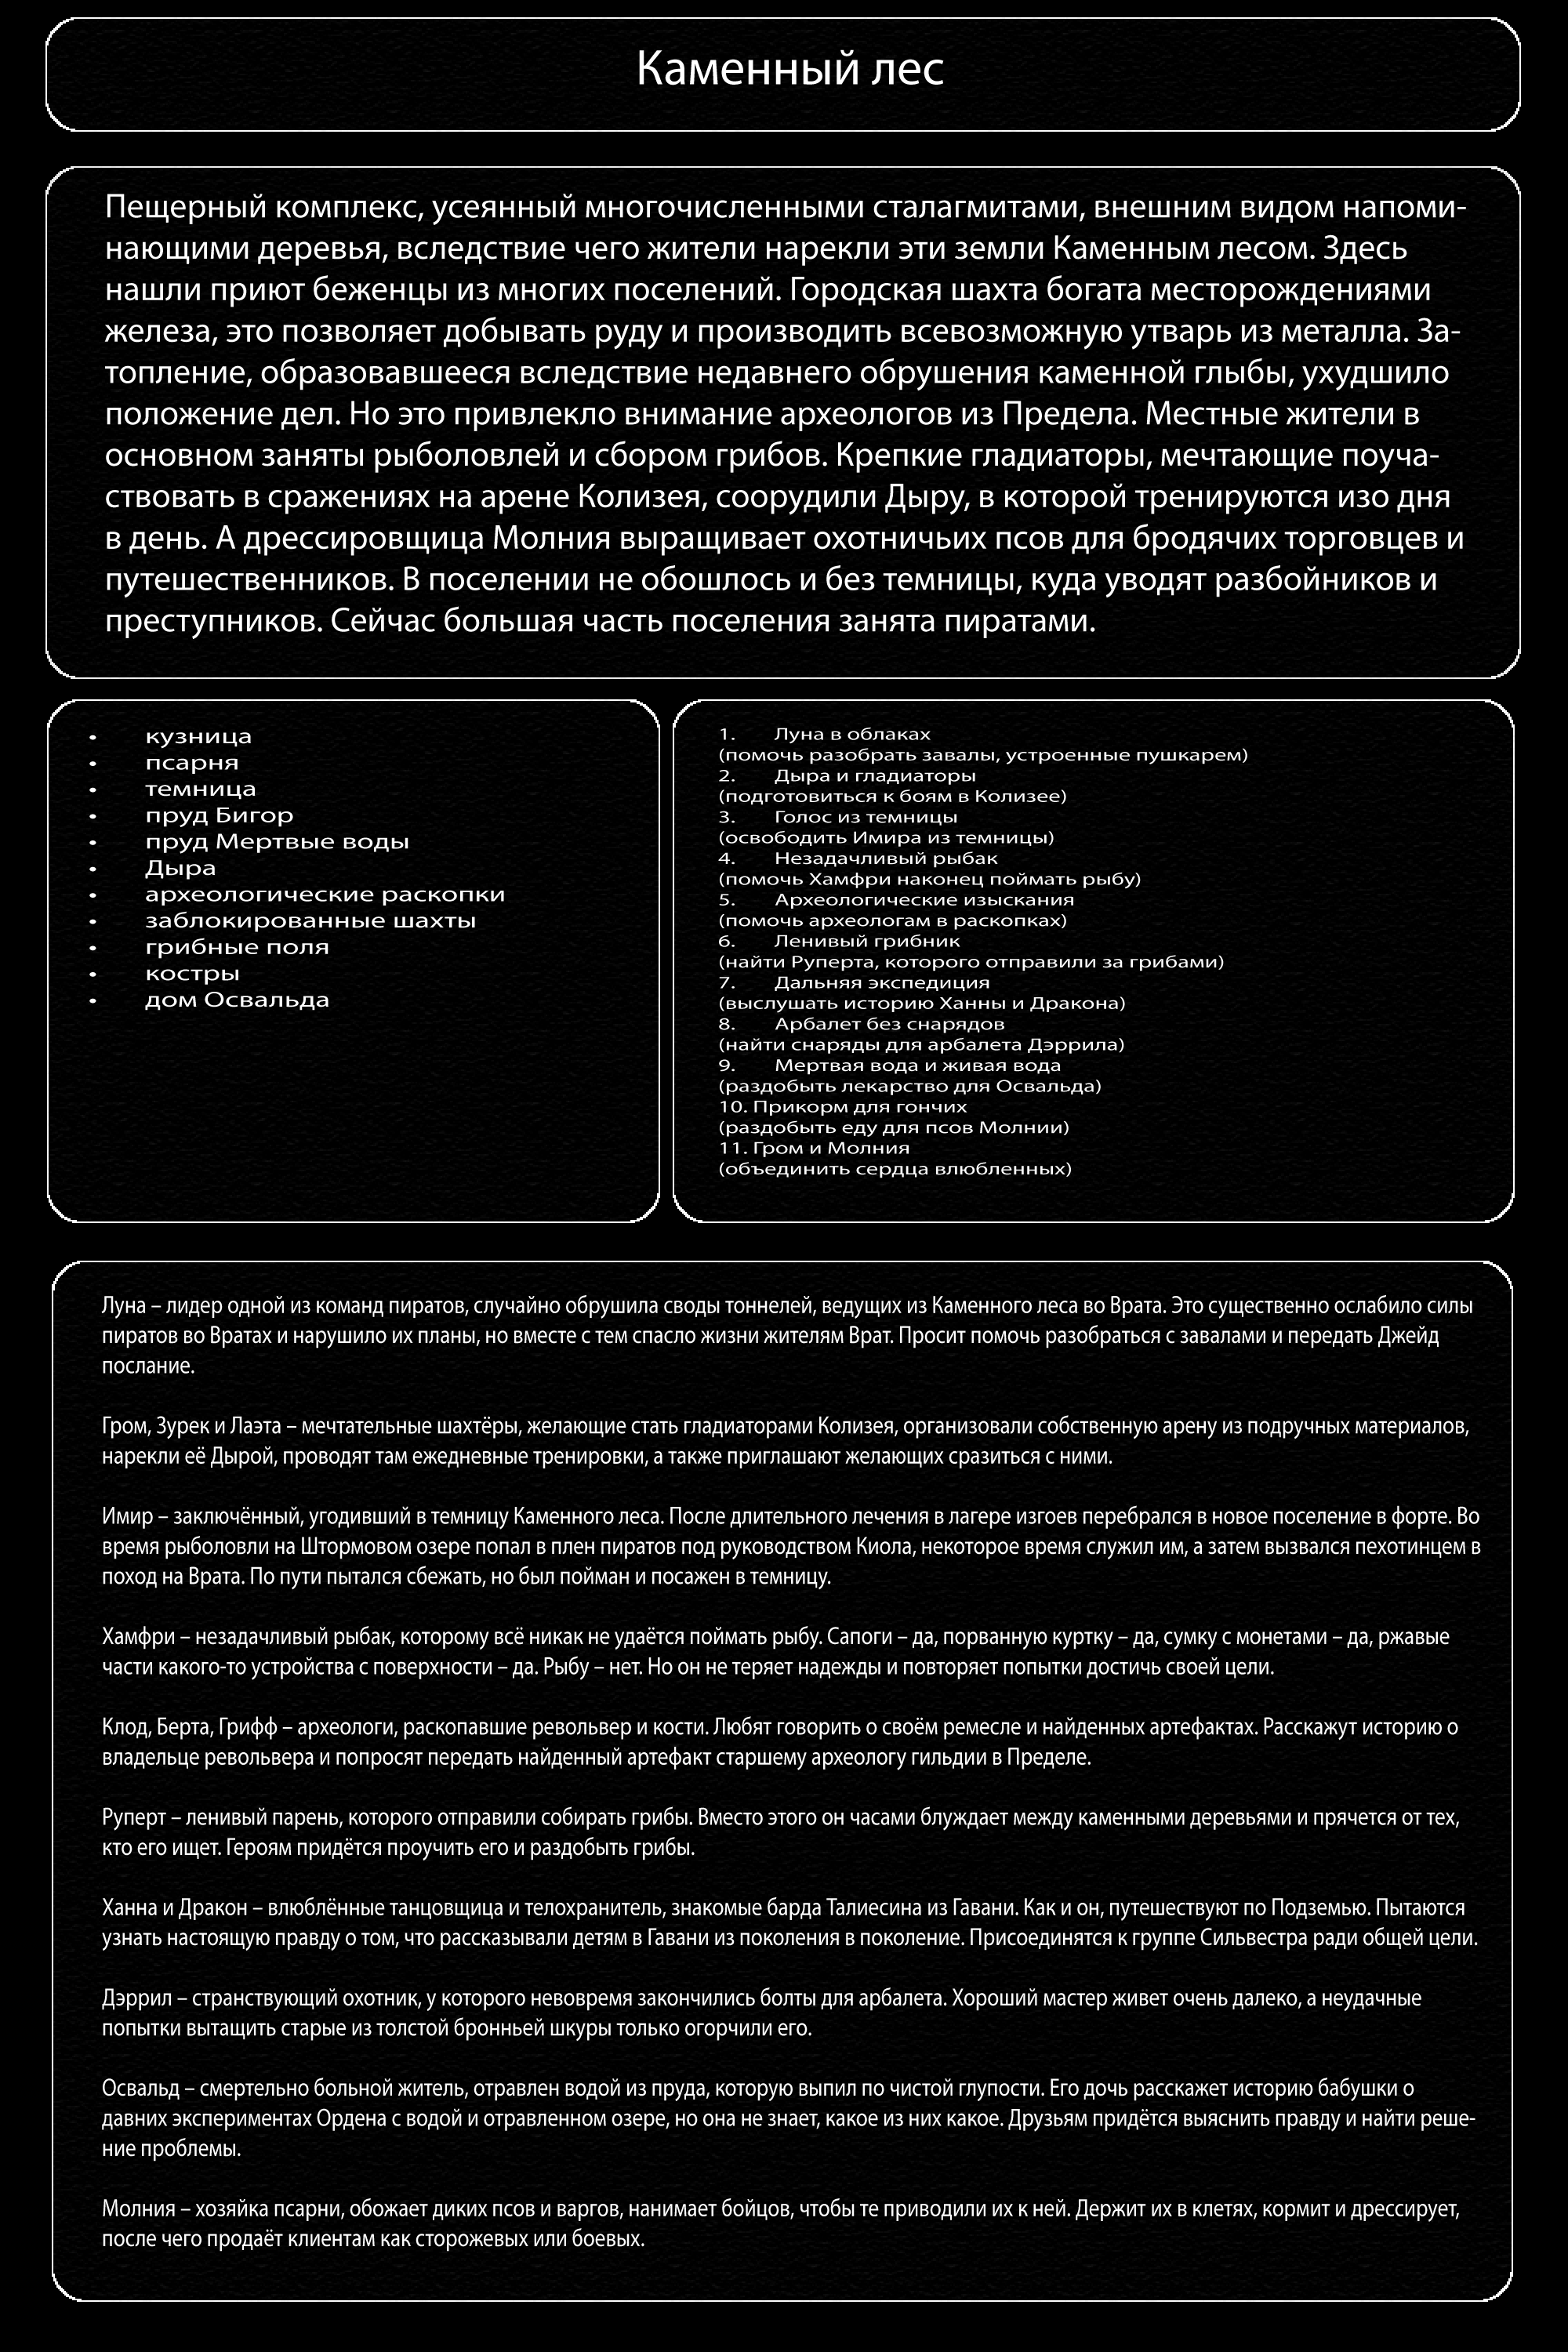 Каменный лес
Пещерный комплекс, усеянный многочисленными сталагмитами, внешним видом напоми-
нающими деревья, вследствие чего жители нарекли эти земли Каменным лесом. Здесь
нашли приют беженцы из многих поселений. Городская шахта богата месторождениями
железа, это позволяет добывать руду и производить всевозможную утварь из металла. За-
топление, образовавшееся вследствие недавнего обрушения каменной глыбы, ухудшило
положение дел. Но это привлекло внимание археологов из Предела. Местные жители в
основном заняты рыболовлей и сбором грибов. Крепкие гладиаторы, мечтающие поуча-
ствовать в сражениях на арене Колизея, соорудили Дыру, в которой тренируются изо дня
в день. А дрессировщица Молния выращивает охотничьих псов для бродячих торговцев и
путешественников. В поселении не обошлось и без темницы, куда уводят разбойников и
преступников. Сейчас большая часть поселения занята пиратами.
• кузница
• псарня
• темница
• пруд Бигор
• пруд Мертвые воды
• Дыра
• археологические раскопки
• заблокированные шахты
• грибные поля
• костры
• дом Освальда
1. Луна в облаках
(помочь разобрать завалы, устроенные пушкарем)
2. Дыра и гладиаторы
(подготовиться к боям в Колизее)
3. Голос из темницы
(освободить Имира из темницы)
4. Незадачливый рыбак
(помочь Хамфри наконец поймать рыбу)
5. Археологические изыскания
(помочь археологам в раскопках)
6. Ленивый грибник
(найти Руперта, которого отправили за грибами)
7. Дальняя экспедиция
(выслушать историю Ханны и Дракона)
8. Арбалет без снарядов
(найти снаряды для арбалета Дэррила)
9. Мертвая вода и живая вода
(раздобыть лекарство для Освальда)
10. Прикорм для гончих
(раздобыть еду для псов Молнии)
11. Гром и Молния
(объединить сердца влюбленных)
Луна – лидер одной из команд пиратов, случайно обрушила своды тоннелей, ведущих из Каменного леса во Врата. Это существенно ослабило силы
пиратов во Вратах и нарушило их планы, но вместе с тем спасло жизни жителям Врат. Просит помочь разобраться с завалами и передать Джейд
послание.
Гром, Зурек и Лаэта – мечтательные шахтёры, желающие стать гладиаторами Колизея, организовали собственную арену из подручных материалов,
нарекли её Дырой, проводят там ежедневные тренировки, а также приглашают желающих сразиться с ними.
Имир – заключённый, угодивший в темницу Каменного леса. После длительного лечения в лагере изгоев перебрался в новое поселение в форте. Во
время рыболовли на Штормовом озере попал в плен пиратов под руководством Киола, некоторое время служил им, а затем вызвался пехотинцем в
поход на Врата. По пути пытался сбежать, но был пойман и посажен в темницу.
Хамфри – незадачливый рыбак, которому всё никак не удаётся поймать рыбу. Сапоги – да, порванную куртку – да, сумку с монетами – да, ржавые
части какого-то устройства с поверхности – да. Рыбу – нет. Но он не теряет надежды и повторяет попытки достичь своей цели.
Клод, Берта, Грифф – археологи, раскопавшие револьвер и кости. Любят говорить о своём ремесле и найденных артефактах. Расскажут историю о
владельце револьвера и попросят передать найденный артефакт старшему археологу гильдии в Пределе.
Руперт – ленивый парень, которого отправили собирать грибы. Вместо этого он часами блуждает между каменными деревьями и прячется от тех,
кто его ищет. Героям придётся проучить его и раздобыть грибы.
Ханна и Дракон – влюблённые танцовщица и телохранитель, знакомые барда Талиесина из Гавани. Как и он, путешествуют по Подземью. Пытаются
узнать настоящую правду о том, что рассказывали детям в Гавани из поколения в поколение. Присоединятся к группе Сильвестра ради общей цели.
Дэррил – странствующий охотник, у которого невовремя закончились болты для арбалета. Хороший мастер живет очень далеко, а неудачные
попытки вытащить старые из толстой бронньей шкуры только огорчили его.
Освальд – смертельно больной житель, отравлен водой из пруда, которую выпил по чистой глупости. Его дочь расскажет историю бабушки о
давних экспериментах Ордена с водой и отравленном озере, но она не знает, какое из них какое. Друзьям придётся выяснить правду и найти реше-
ние проблемы.
Молния – хозяйка псарни, обожает диких псов и варгов, нанимает бойцов, чтобы те приводили их к ней. Держит их в клетях, кормит и дрессирует,
после чего продаёт клиентам как сторожевых или боевых.